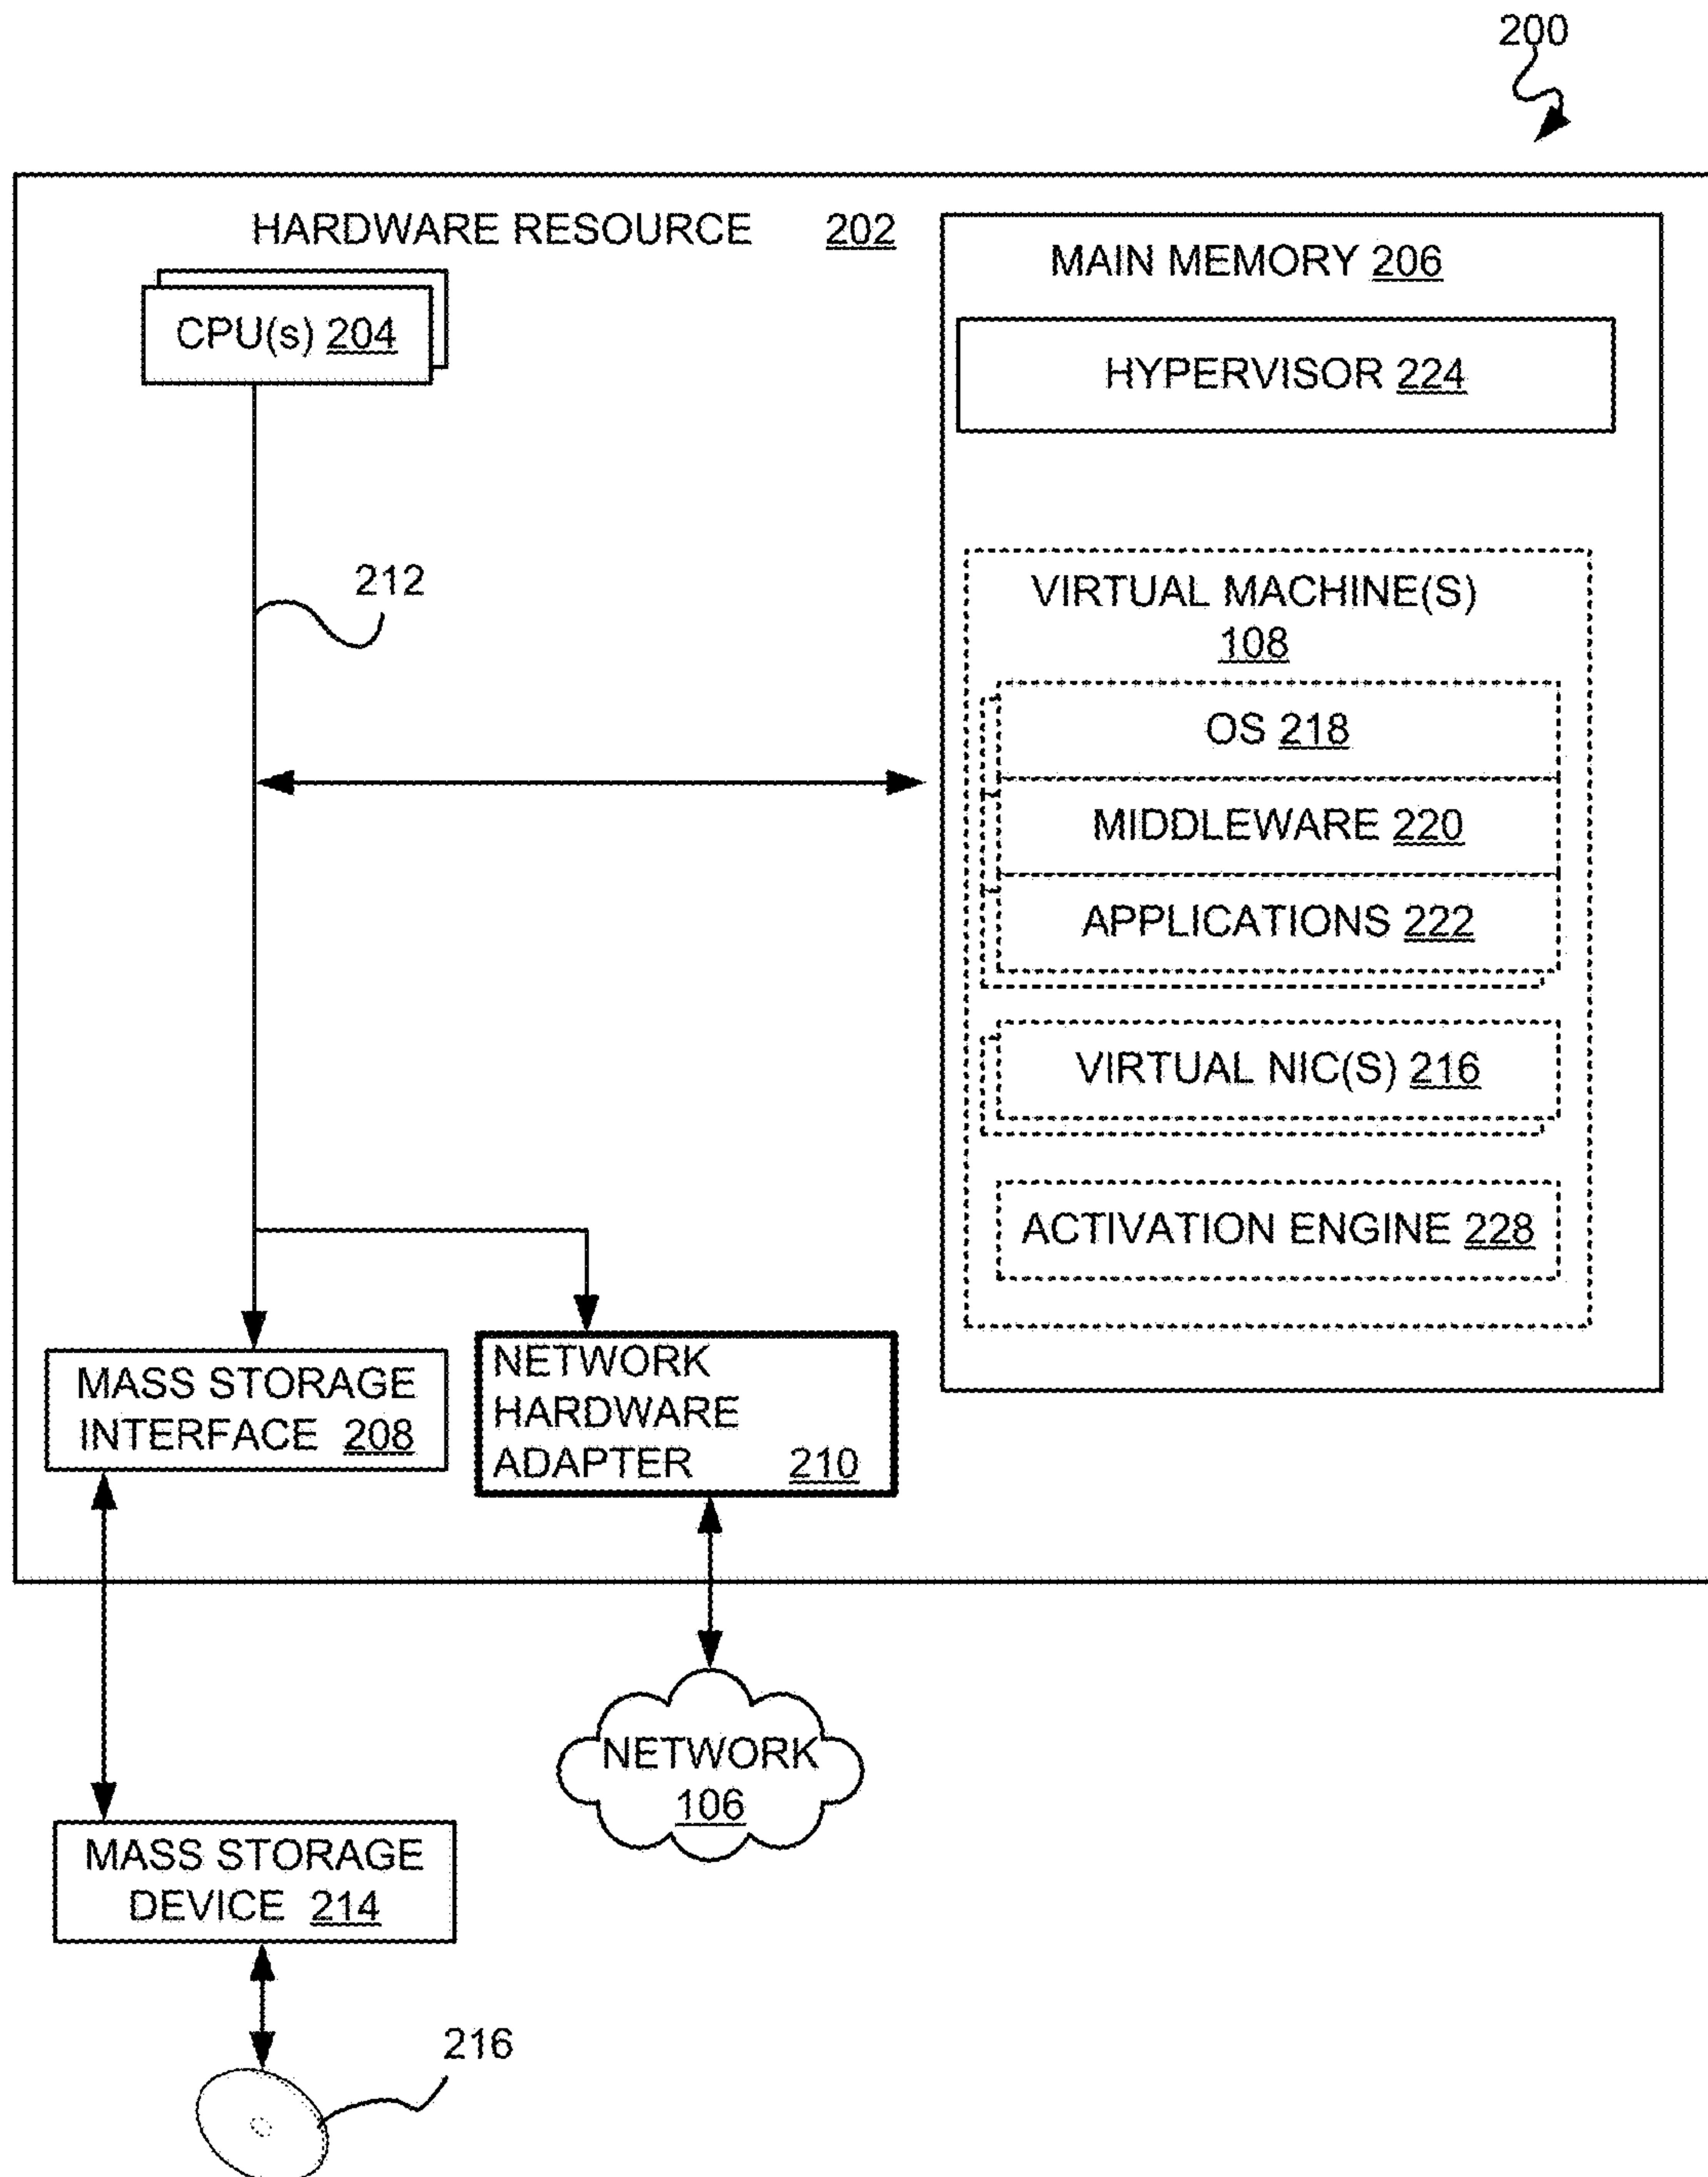 200
HARDWARE RESOURCE 202
CPU(s) 204
212
MAIN MEMORY 206
HYPERVISOR 224
VIRTUAL MACHINE(S)
108
OS 218
MIDDLEWARE 220
APPLICATIONS 222
VIRTUAL NIC(S) 216
ACTIVATION ENGINE 228
MASS STORAGE
INTERFACE 208
NETWORK
HARDWARE
ADAPTER 210
NETWORK
106
MASS STORAGE
DEVICE 214
216